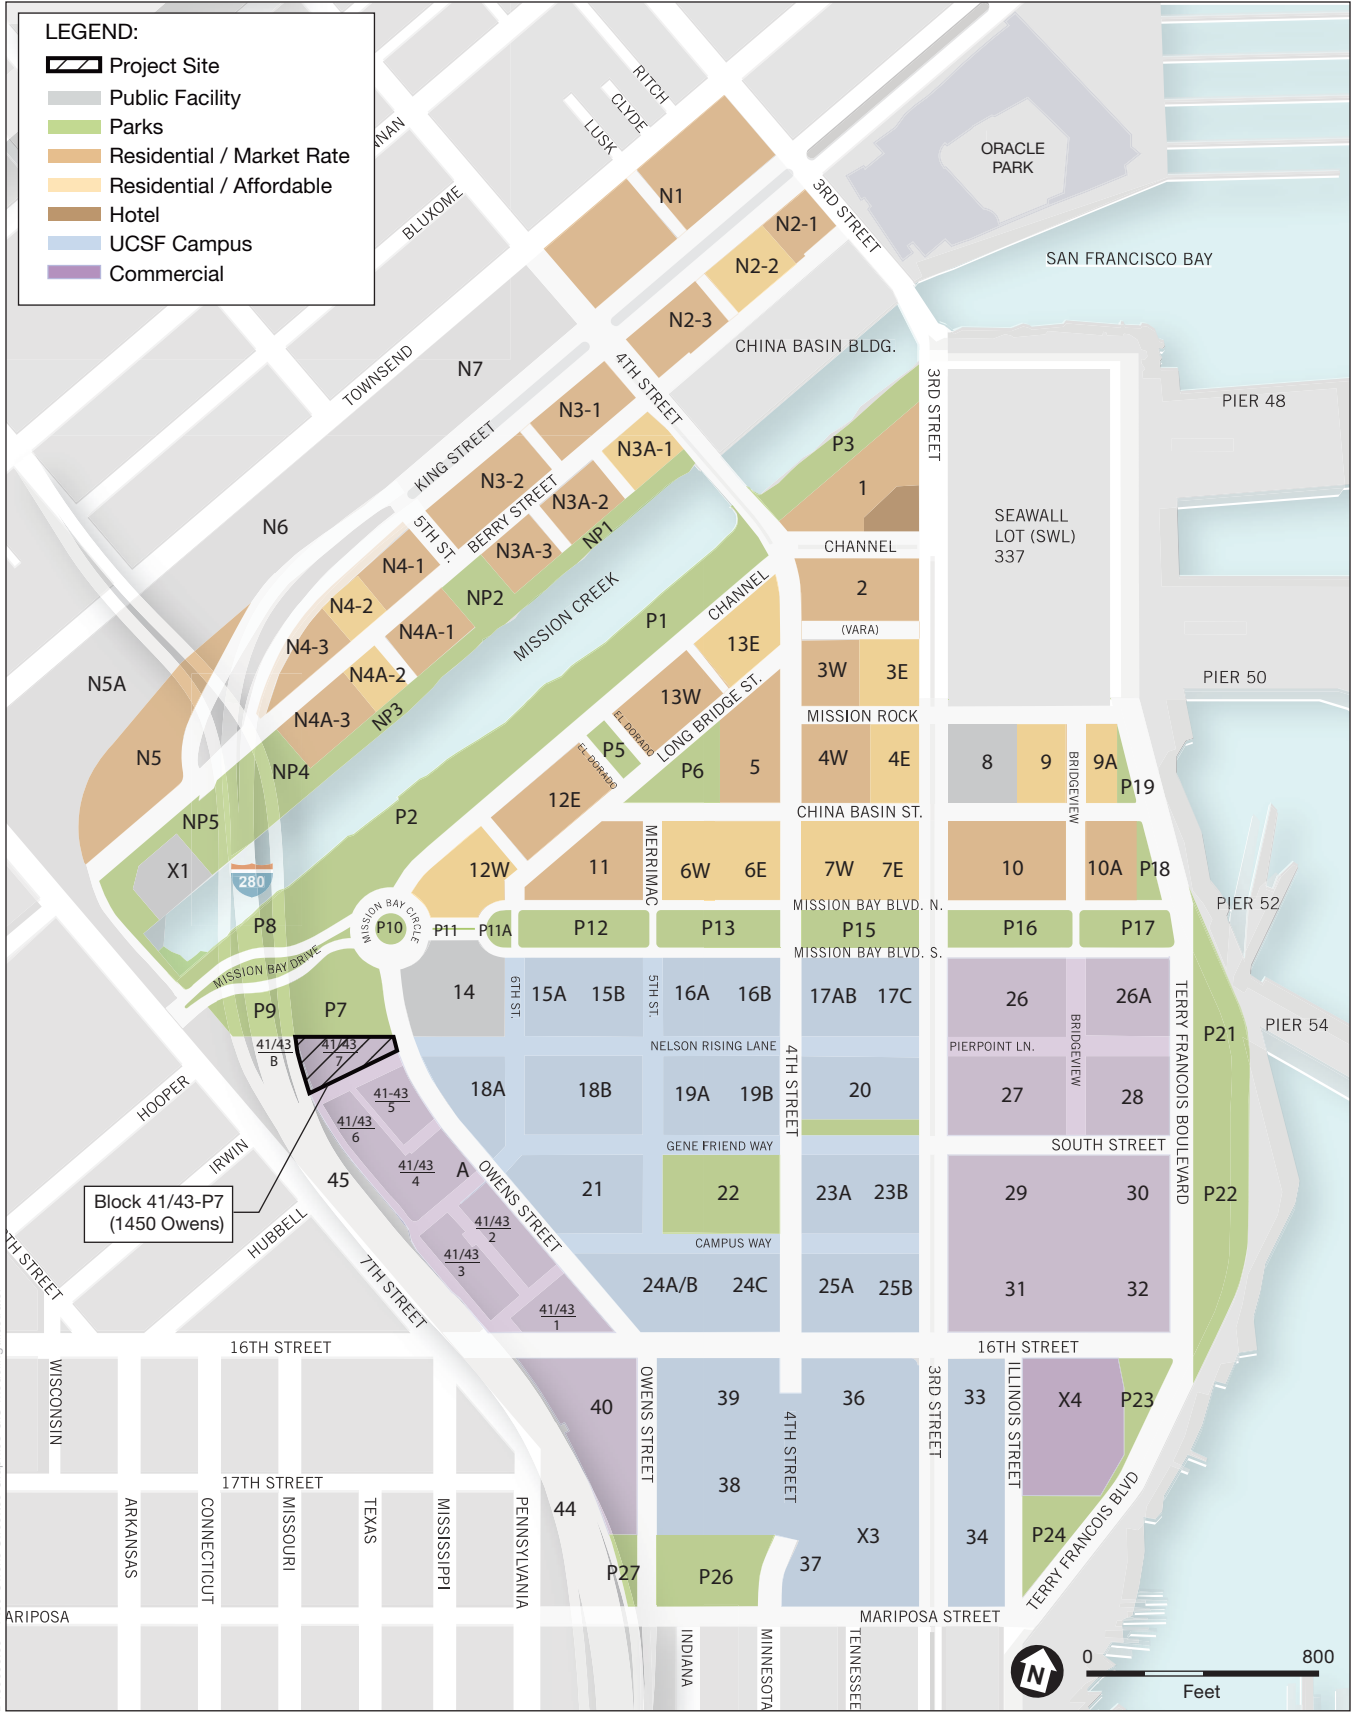 LEGEND:
Project Site
Public Facility
Parks
Residential / Market Rate
Residential / Affordable
Hotel
UCSF Campus
Commercial
RITCH
CLYDE
LUSK
NNAN
BLUXOME
TOWNSEND
ORACLE
PARK
3RD STREET
SAN FRANCISCO BAY
N1
N2-1
N2-2
N2-3
CHINA BASIN BLDG.
N7
4TH STREET
3RD STREET
PIER 48
N3-1
KING STREET
N3A-1
P3
N3-2
BERRY STREET
N3A-2
1
N6
5TH ST.
N3A-3
NP1
SEAWALL
LOT (SWL)
337
CHANNEL
N4-1
NP2
MISSION CREEK
CHANNEL
2
N4-2
N4A-1
P1
(VARA)
N4-3
13E
N4A-2
3W
3E
N5A
13W
LONG BRIDGE ST.
PIER 50
N4A-3
NP3
EL DORADO
MISSION ROCK
N5
NP4
EL DORADO
P5
P6
5
4W
4E
8
9
BRIDGEVIEW
9A
P19
12E
NP5
P2
CHINA BASIN ST.
MERRIMAC
X1
280
12W
11
6W
6E
7W
7E
10
10A
P18
MISSION BAY BLVD. N.
PIER 52
P8
MISSION BAY CIRCLE
P10
P11
P11A
P12
P13
P15
P16
P17
MISSION BAY BLVD. S.
MISSION BAY DRIVE
P9
P7
14
6TH ST.
15A
15B
5TH ST.
16A
16B
17AB
17C
26
26A
TERRY FRANCOIS BOULEVARD
P21
PIER 54
41/43
B
41/43
7
NELSON RISING LANE
4TH STREET
PIERPOINT LN.
BRIDGEVIEW
HOOPER
41-43
5
18A
18B
19A
19B
20
27
28
41/43
6
IRWIN
GENE FRIEND WAY
SOUTH STREET
45
41/43
4
A
OWENS STREET
21
22
23A
23B
29
30
P22
Block 41/43-P7
(1450 Owens)
HUBBELL
41/43
2
TH STREET
7TH STREET
41/43
3
CAMPUS WAY
24A/B
24C
25A
25B
31
32
41/43
1
16TH STREET
16TH STREET
WISCONSIN
OWENS STREET
40
39
36
3RD STREET
33
ILLINOIS STREET
X4
P23
4TH STREET
17TH STREET
38
ARKANSAS
CONNECTICUT
MISSOURI
TEXAS
MISSISSIPPI
PENNSYLVANIA
44
X3
34
P24
TERRY FRANCOIS BLVD
P27
P26
37
ARIPOSA
MARIPOSA STREET
INDIANA
MINNESOTA
TENNESSEE
N
0
800
Feet